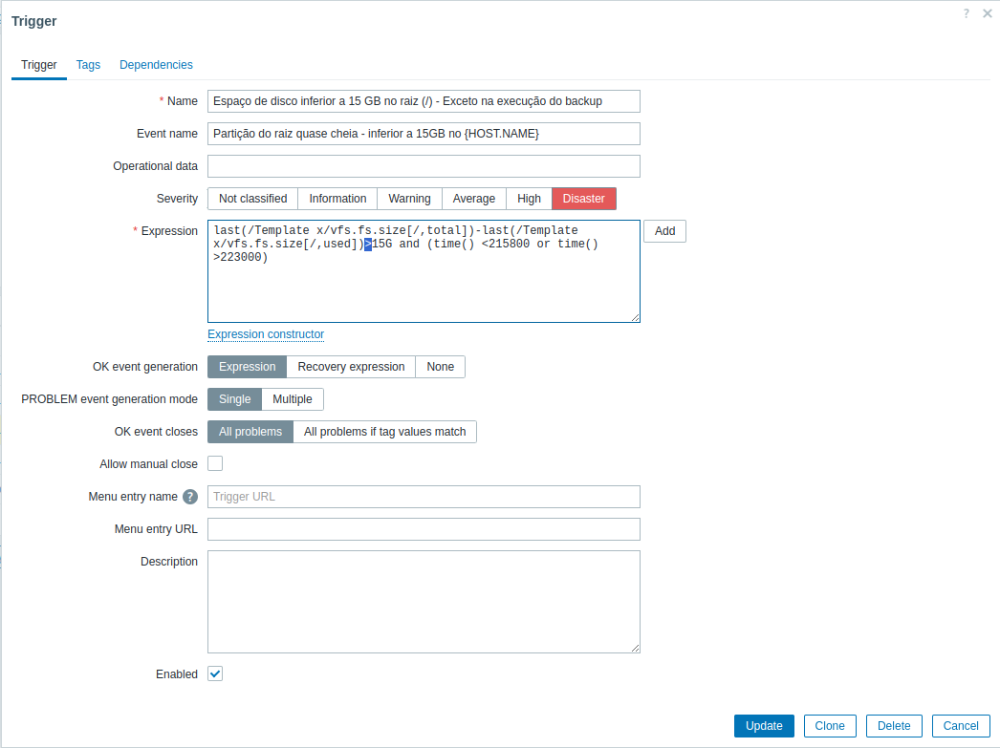 Trigger
? ×
Trigger Tags Dependencies
* Name Espaço de disco inferior a 15 GB no raiz (/) - Exceto na execução do backup
Event name Partição do raiz quase cheia - inferior a 15GB no {HOST.NAME}
Operational data
Severity Not classified Information Warning Average High Disaster
* Expression last(/Template x/vfs.fs.size[/,total])-last(/Template
x/vfs.fs.size[/,used])>15G and (time() <215800 or time()
>223000)
Add
Expression constructor
OK event generation Expression Recovery expression None
PROBLEM event generation mode Single Multiple
OK event closes All problems All problems if tag values match
Allow manual close
Menu entry name ? Trigger URL
Menu entry URL
Description
Enabled
Update Clone Delete Cancel